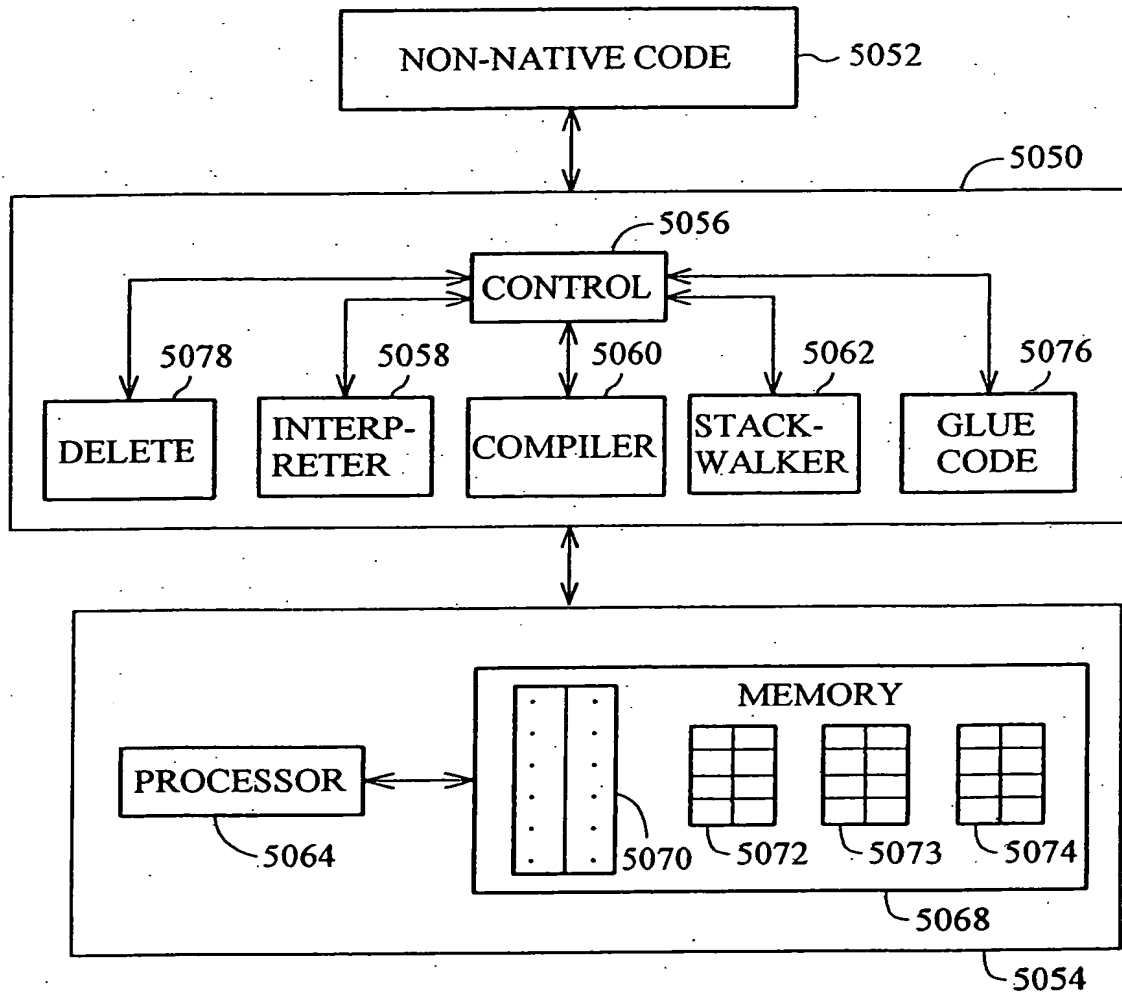 NON-NATIVE CODE
5052
5050
5056
CONTROL
5078
5058
5060
5062
5076
DELETE
INTERP-
RETER
COMPILER
STACK-
WALKER
GLUE
CODE
MEMORY
PROCESSOR
5064
5070
5072
5073
5074
5068
5054